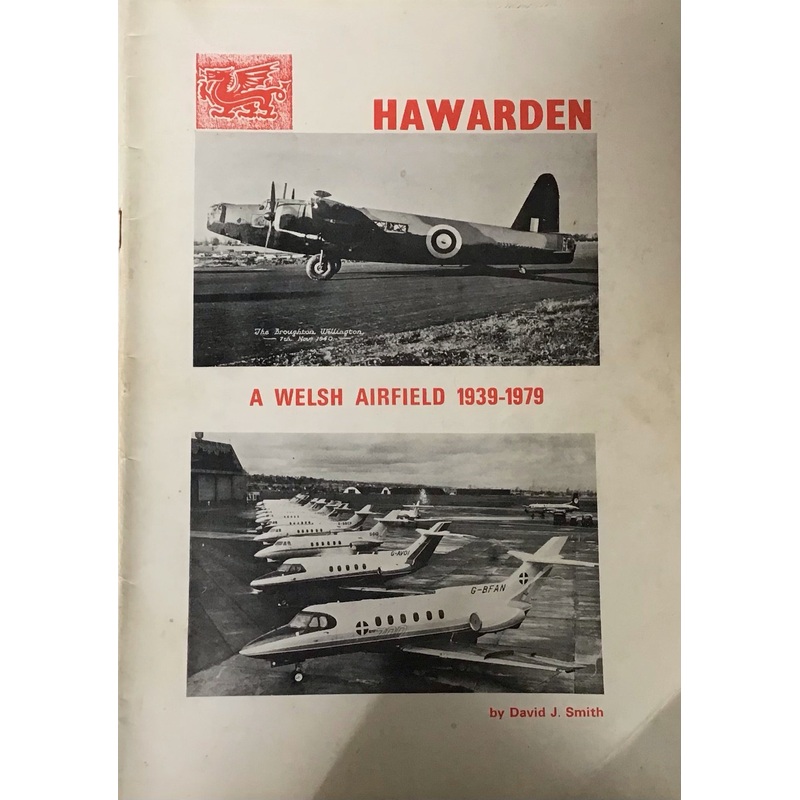 HAWARDEN
The Broughton Wellington
7th Nov 1940
A WELSH AIRFIELD 1939-1979
G-BFAN
by David J. Smith